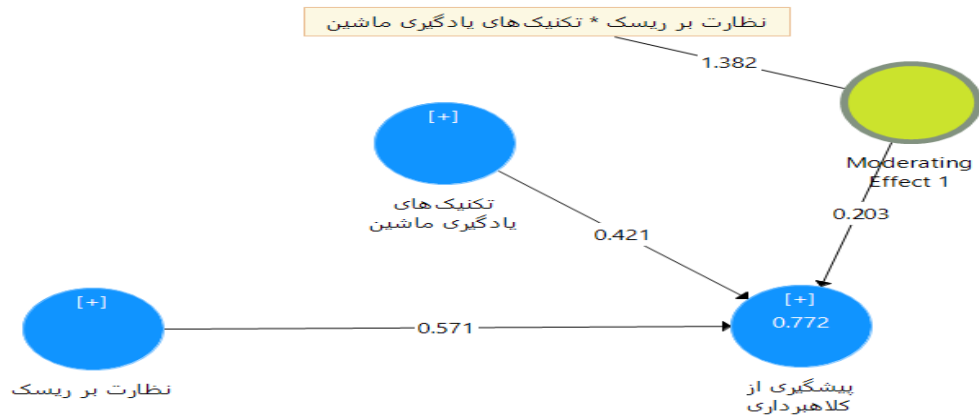 نظارت بر ریسک * تکنیک‌های یادگیری ماشین
1.382
[+]
Moderating
Effect 1
تکنیک‌های
یادگیری ماشین
0.203
0.421
[+]
[+]
0.772
0.571
نظارت بر ریسک
پیشگیری از
کلاهبرداری